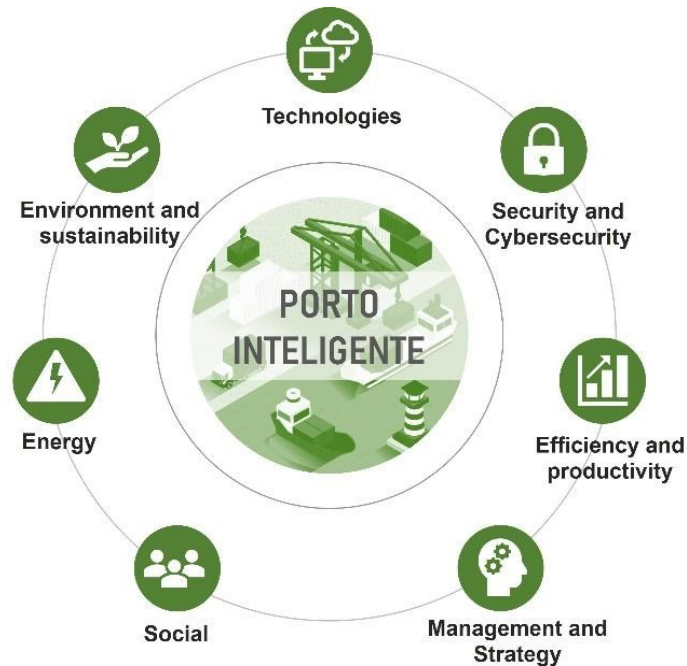 Technologies
Security and
Cybersecurity
Efficiency and
productivity
Management and
Strategy
Social
Energy
Environment and
sustainability
PORTO
INTELIGENTE